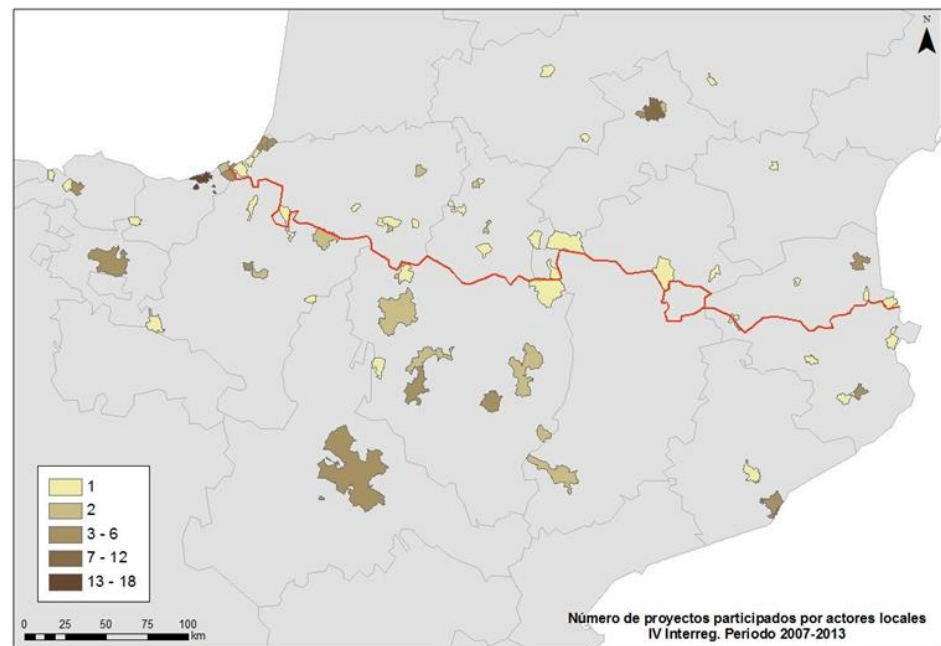 N
1
2
3 - 6
7 - 12
13 - 18
0 25 50 75 100
km
Número de proyectos participados por actores locales
IV Interreg. Periodo 2007-2013